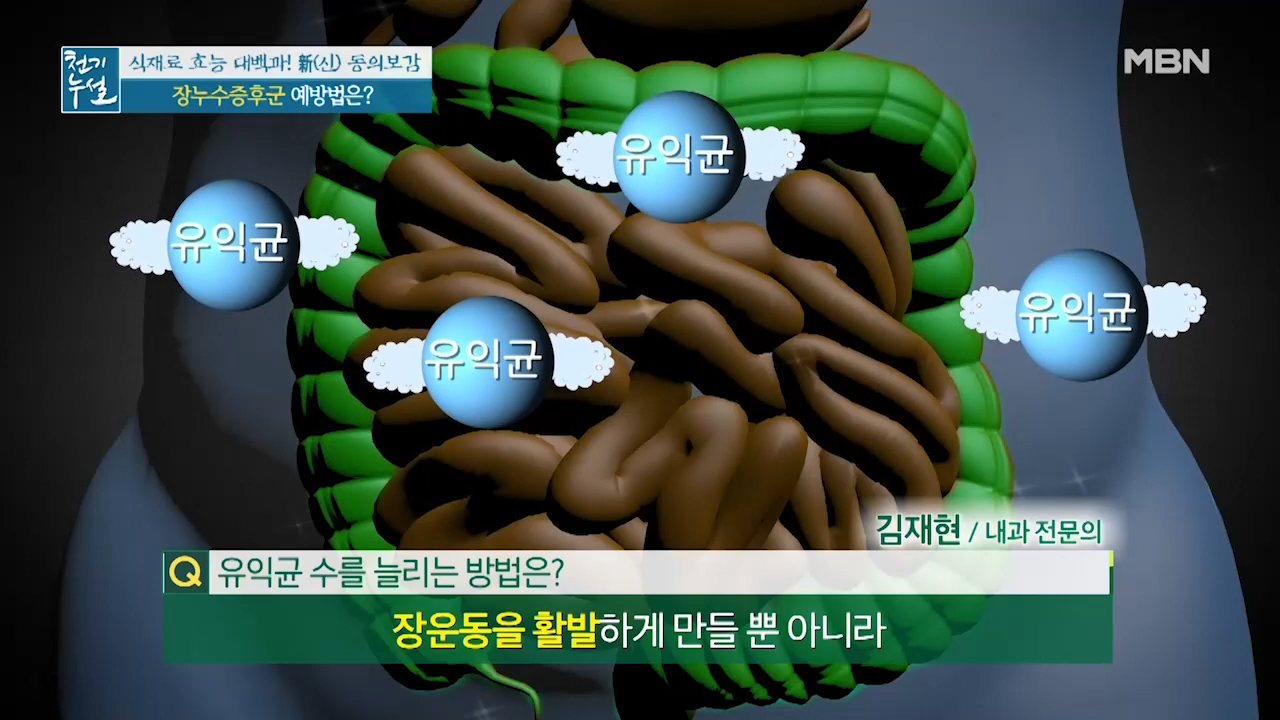 천기누설
식재료 효능 대백과! 新(신) 동의보감
장누수증후군 예방법은?
MBN
유익균
유익균
유익균
유익균
김재현 / 내과 전문의
Q 유익균 수를 늘리는 방법은?
장운동을 활발하게 만들 뿐 아니라